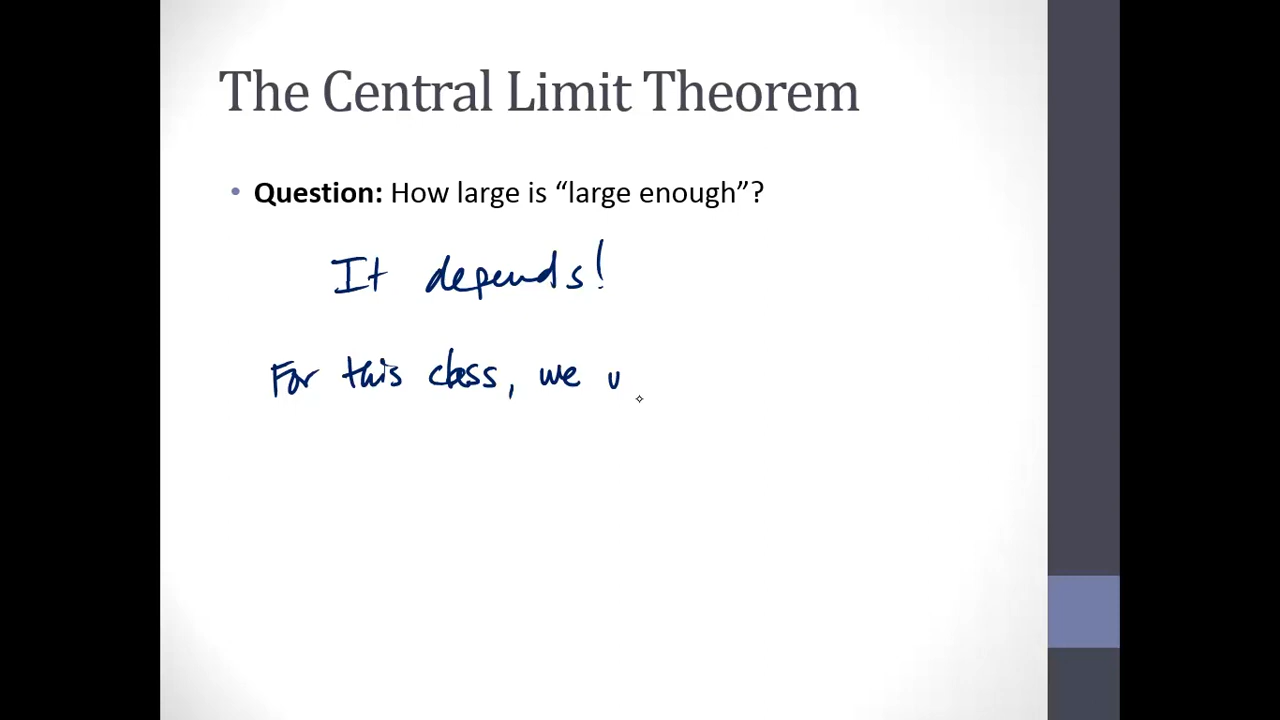 The Central Limit Theorem
• Question: How large is “large enough”?
It depends!
For this class, we u